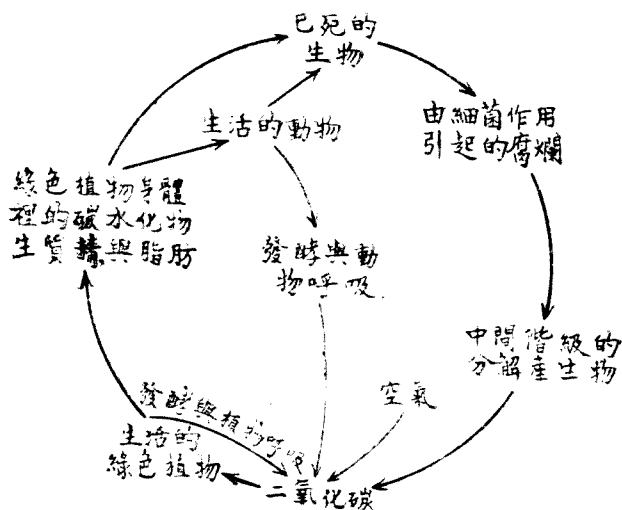 已死的
生物
生活的動物
由細菌作用
引起的腐爛
綠色植物身體
裡的碳水化物
生質與脂肪
發酵與動
物呼吸
中間階級的
分解產生物
空氣
發酵與植物呼吸
生活的
綠色植物
二氧化碳